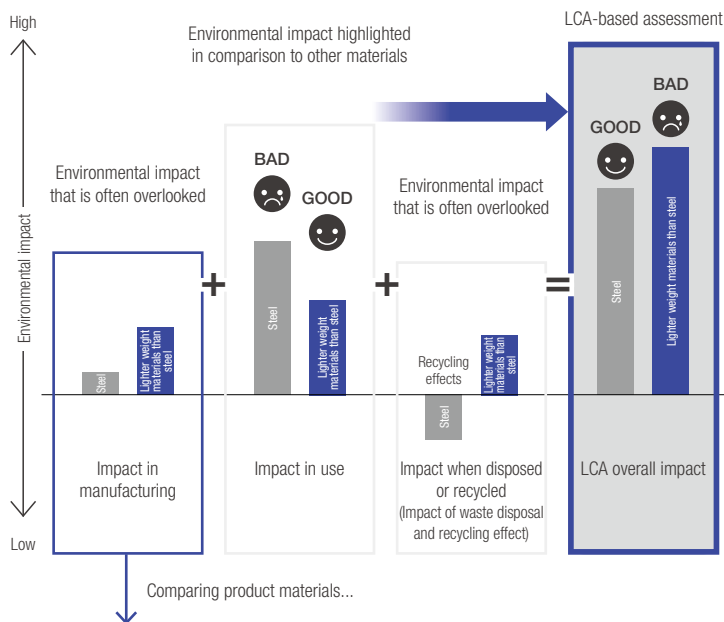 High
Environmental impact highlighted
in comparison to other materials
LCA-based assessment
BAD
GOOD
Environmental impact
that is often overlooked
BAD
GOOD
Environmental impact
that is often overlooked
Environmental impact
+
+
=
Steel
Lighter weight
materials than
steel
Steel
Lighter weight
materials than steel
Recycling
effects
Steel
Lighter weight
materials than
steel
Steel
Lighter weight materials than steel
Impact in
manufacturing
Impact in use
Impact when disposed
or recycled
(Impact of waste disposal
and recycling effect)
LCA overall impact
Low
Comparing product materials...